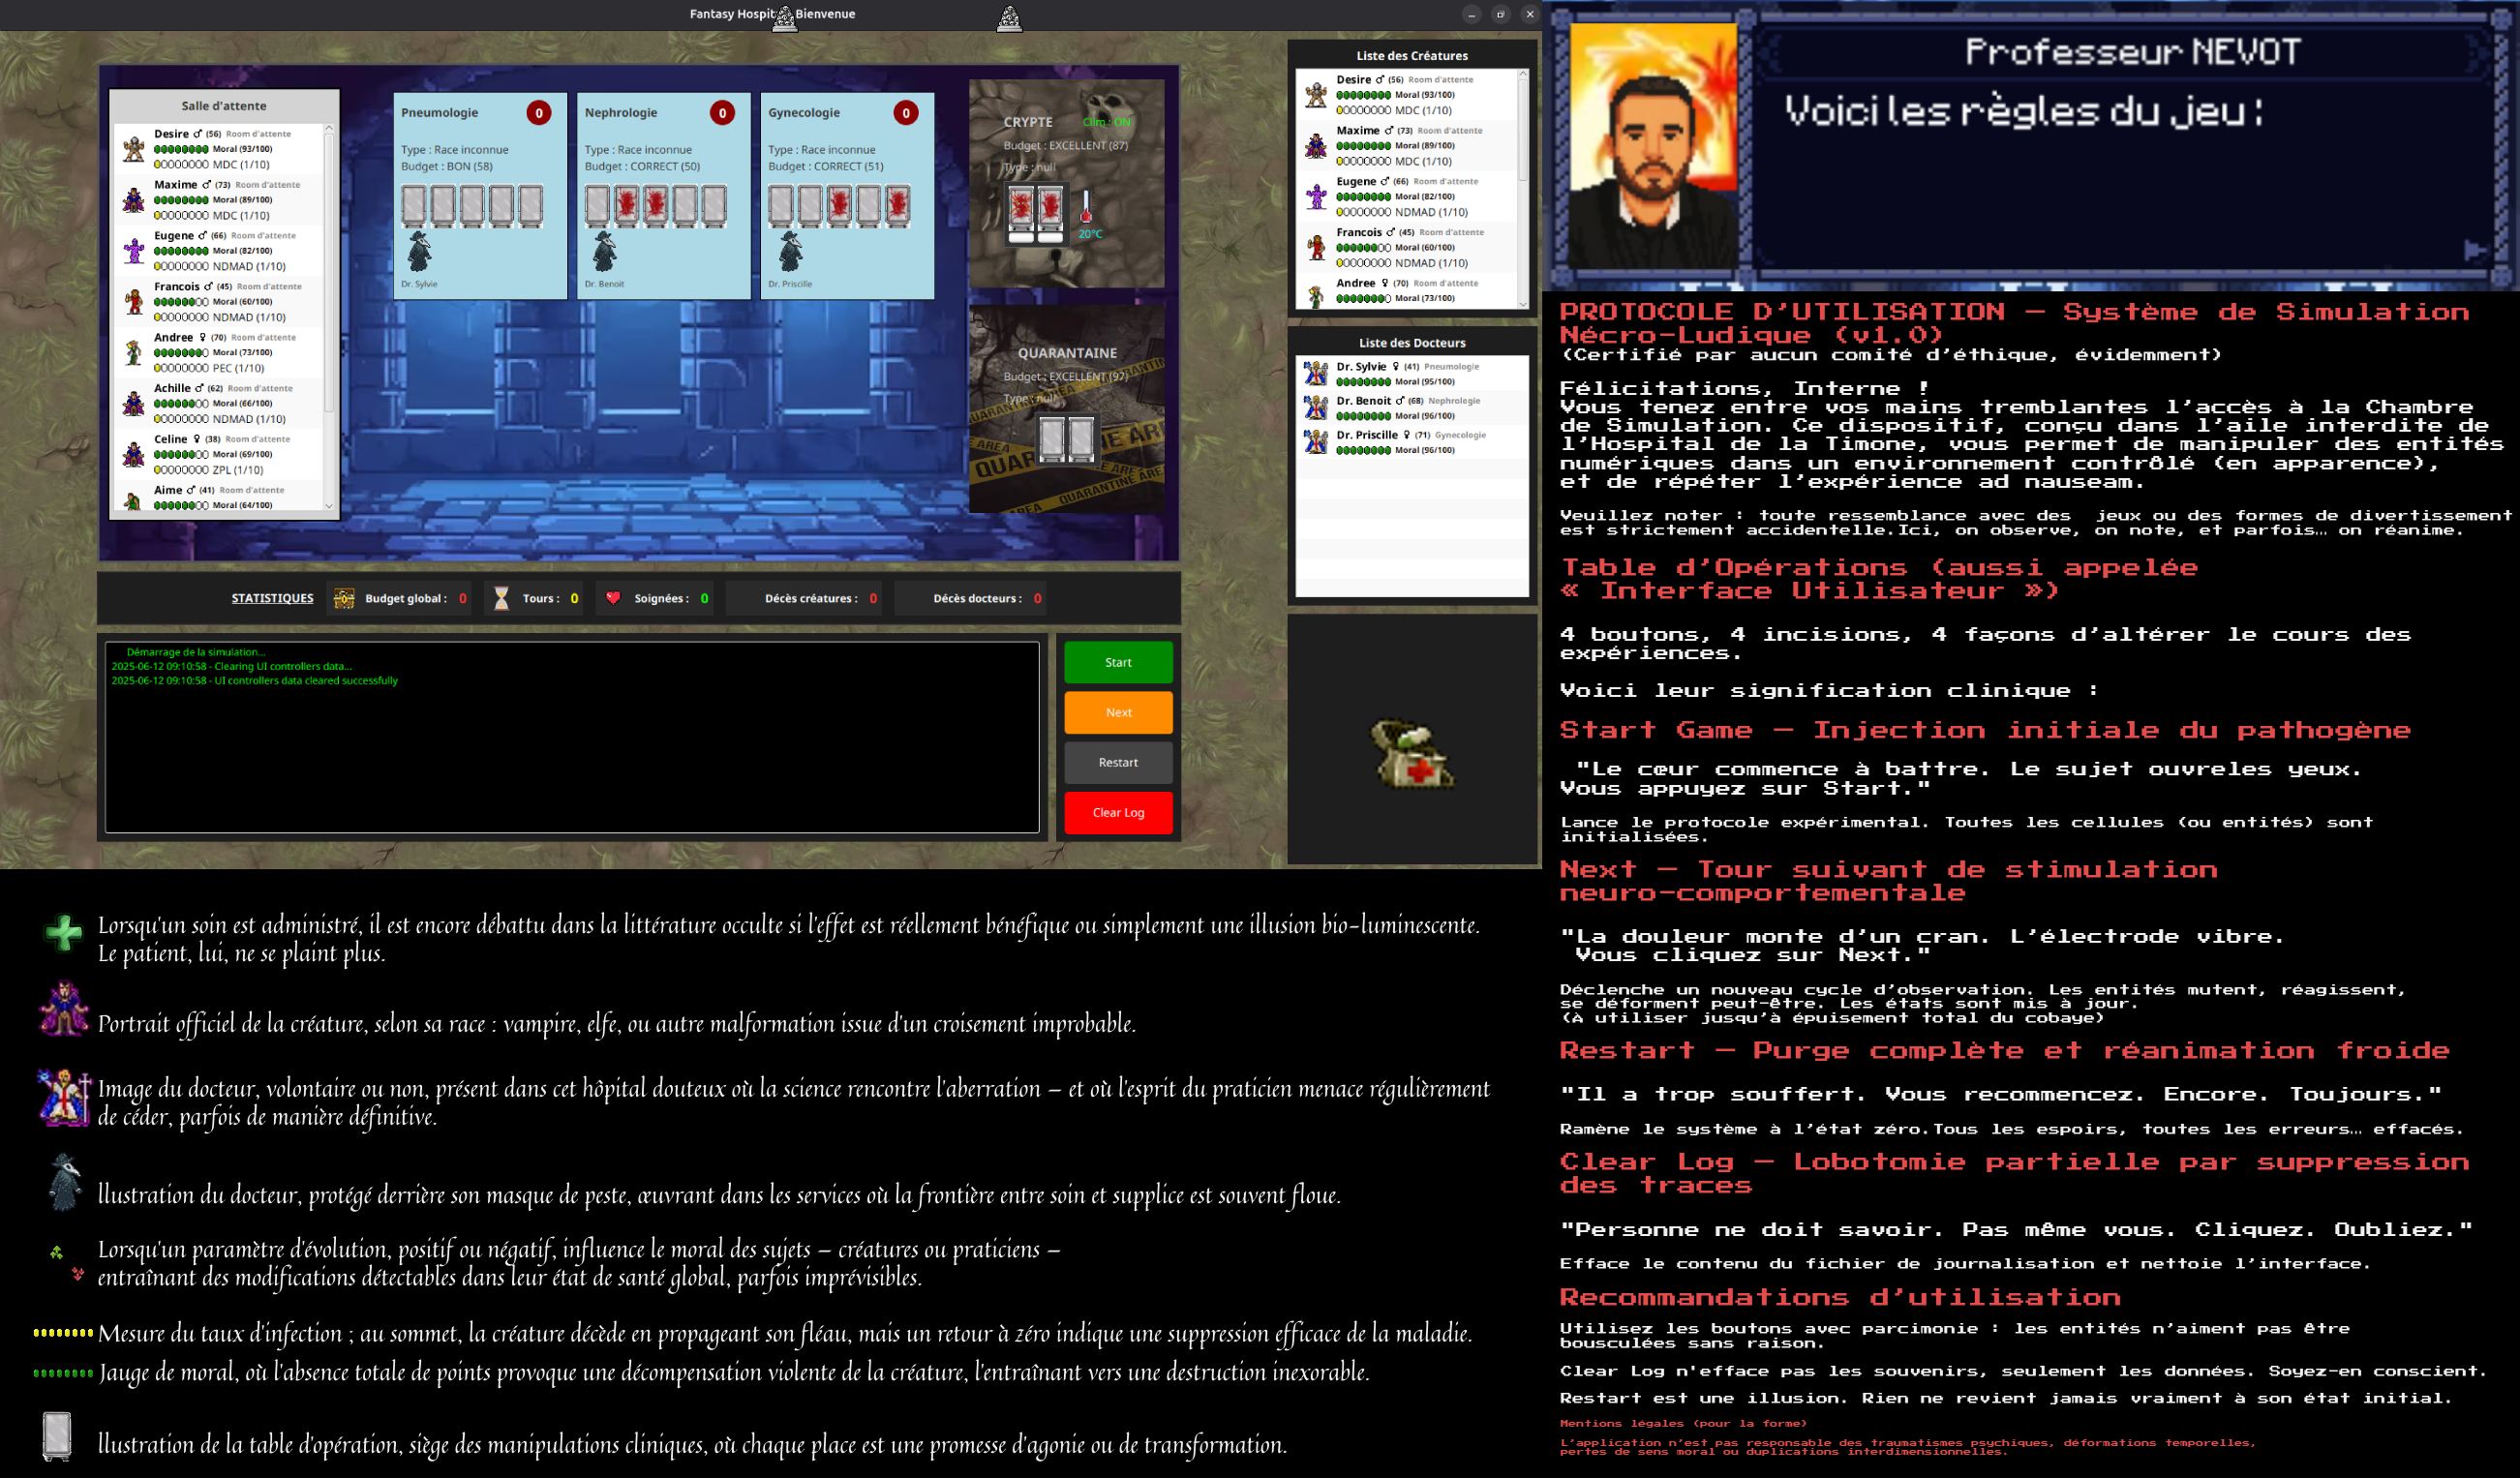 Fantasy Hospit Bienvenue
Salle d'attente
Desire ♂ (56) Room d'attente
Moral (93/100)
MDC (1/10)
Maxime ♂ (73) Room d'attente
Moral (89/100)
MDC (1/10)
Eugene ♂ (66) Room d'attente
Moral (82/100)
NDMAD (1/10)
Francois ♂ (45) Room d'attente
Moral (60/100)
NDMAD (1/10)
Andree ♀ (70) Room d'attente
Moral (73/100)
PEC (1/10)
Achille ♂ (62) Room d'attente
Moral (66/100)
NDMAD (1/10)
Celine ♀ (38) Room d'attente
Moral (69/100)
ZPL (1/10)
Aime ♂ (41) Room d'attente
Moral (64/100)
Pneumologie 0
Type : Race inconnue
Budget : BON (58)
Dr. Sylvie
Nephrologie 0
Type : Race inconnue
Budget : CORRECT (50)
Dr. Benoit
Gynecologie 0
Type : Race inconnue
Budget : CORRECT (51)
Dr. Priscille
CRYPTE Clim : ON
Budget : EXCELLENT (87)
Type : null
20°C
QUARANTAINE
Budget : EXCELLENT (97)
Type : null
Liste des Créatures
Desire ♂ (56) Room d'attente
Moral (93/100)
MDC (1/10)
Maxime ♂ (73) Room d'attente
Moral (89/100)
MDC (1/10)
Eugene ♂ (66) Room d'attente
Moral (82/100)
NDMAD (1/10)
Francois ♂ (45) Room d'attente
Moral (60/100)
NDMAD (1/10)
Andree ♀ (70) Room d'attente
Moral (73/100)
Liste des Docteurs
Dr. Sylvie ♀ (41) Pneumologie
Moral (95/100)
Dr. Benoit ♂ (68) Nephrologie
Moral (96/100)
Dr. Priscille ♀ (71) Gynecologie
Moral (96/100)
STATISTIQUES Budget global : 0 Tours : 0 Soignées : 0 Décès créatures : 0 Décès docteurs : 0
Démarrage de la simulation...
2025-06-12 09:10:58 - Clearing UI controllers data...
2025-06-12 09:10:58 - UI controllers data cleared successfully
Start
Next
Restart
Clear Log
Lorsqu'un soin est administré, il est encore débattu dans la littérature occulte si l'effet est réellement bénéfique ou simplement une illusion bio-luminescente.
Le patient, lui, ne se plaint plus.
Portrait officiel de la créature, selon sa race : vampire, elfe, ou autre malformation issue d'un croisement improbable.
Image du docteur, volontaire ou non, présent dans cet hôpital douteux où la science rencontre l'aberration — et où l'esprit du praticien menace régulièrement
de céder, parfois de manière définitive.
llustration du docteur, protégé derrière son masque de peste, œuvrant dans les services où la frontière entre soin et supplice est souvent floue.
Lorsqu'un paramètre d'évolution, positif ou négatif, influence le moral des sujets — créatures ou praticiens —
entraînant des modifications détectables dans leur état de santé global, parfois imprévisibles.
Mesure du taux d'infection ; au sommet, la créature décède en propageant son fléau, mais un retour à zéro indique une suppression efficace de la maladie.
Jauge de moral, où l'absence totale de points provoque une décompensation violente de la créature, l'entraînant vers une destruction inexorable.
llustration de la table d'opération, siège des manipulations cliniques, où chaque place est une promesse d'agonie ou de transformation.
Professeur NEVOT
Voici les règles du jeu :
PROTOCOLE D'UTILISATION — Système de Simulation
Nécro-Ludique (v1.0)
(Certifié par aucun comité d'éthique, évidemment)
Félicitations, Interne !
Vous tenez entre vos mains tremblantes l'accès à la Chambre
de Simulation. Ce dispositif, conçu dans l'aile interdite de
l'Hospital de la Timone, vous permet de manipuler des entités
numériques dans un environnement contrôlé (en apparence),
et de répéter l'expérience ad nauseam.
Veuillez noter : toute ressemblance avec des jeux ou des formes de divertissement
est strictement accidentelle.Ici, on observe, on note, et parfois… on réanime.
Table d'Opérations (aussi appelée
« Interface Utilisateur »)
4 boutons, 4 incisions, 4 façons d'altérer le cours des
expériences.
Voici leur signification clinique :
Start Game — Injection initiale du pathogène
"Le cœur commence à battre. Le sujet ouvreles yeux.
Vous appuyez sur Start."
Lance le protocole expérimental. Toutes les cellules (ou entités) sont
initialisées.
Next — Tour suivant de stimulation
neuro-comportementale
"La douleur monte d'un cran. L'électrode vibre.
Vous cliquez sur Next."
Déclenche un nouveau cycle d'observation. Les entités mutent, réagissent,
se déforment peut-être. Les états sont mis à jour.
(À utiliser jusqu'à épuisement total du cobaye)
Restart — Purge complète et réanimation froide
"Il a trop souffert. Vous recommencez. Encore. Toujours."
Ramène le système à l'état zéro.Tous les espoirs, toutes les erreurs… effacés.
Clear Log — Lobotomie partielle par suppression
des traces
"Personne ne doit savoir. Pas même vous. Cliquez. Oubliez."
Efface le contenu du fichier de journalisation et nettoie l'interface.
Recommandations d'utilisation
Utilisez les boutons avec parcimonie : les entités n'aiment pas être
bousculées sans raison.
Clear Log n'efface pas les souvenirs, seulement les données. Soyez-en conscient.
Restart est une illusion. Rien ne revient jamais vraiment à son état initial.
Mentions légales (pour la forme)
L'application n'est pas responsable des traumatismes psychiques, déformations temporelles,
pertes de sens moral ou duplications interdimensionnelles.